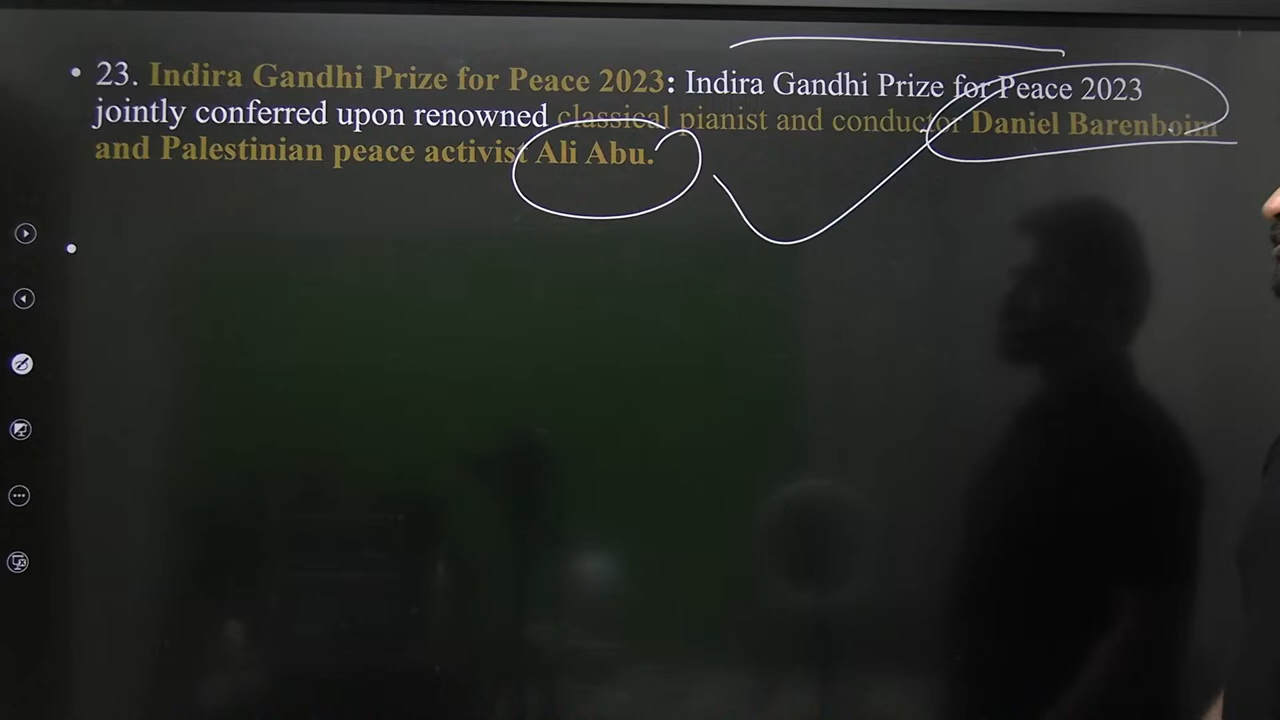 • 23. Indira Gandhi Prize for Peace 2023: Indira Gandhi Prize for Peace 2023
jointly conferred upon renowned classical pianist and conductor Daniel Barenboim
and Palestinian peace activist Ali Abu.